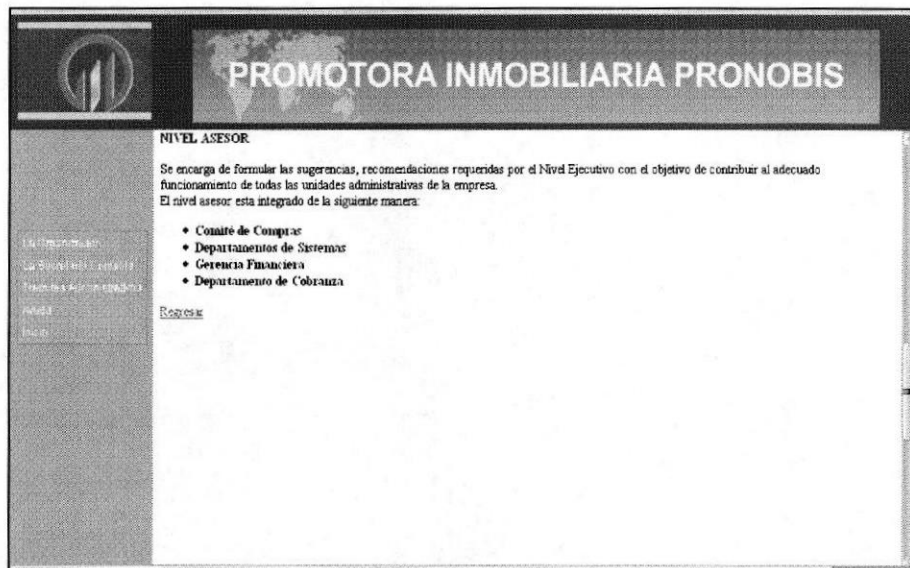 PROMOTORA INMOBILIARIA PRONOBIS
NIVEL ASESOR
Se encarga de formular las sugerencias, recomendaciones requeridas por el Nivel Ejecutivo con el objetivo de contribuir al adecuado
funcionamiento de todas las unidades administrativas de la empresa.
El nivel asesor esta integrado de la siguiente manera:
Comité de Compras
Departamentos de Sistemas
Gerencia Financiera
Departamento de Cobranza
Regresar
Ayuda
Inicio